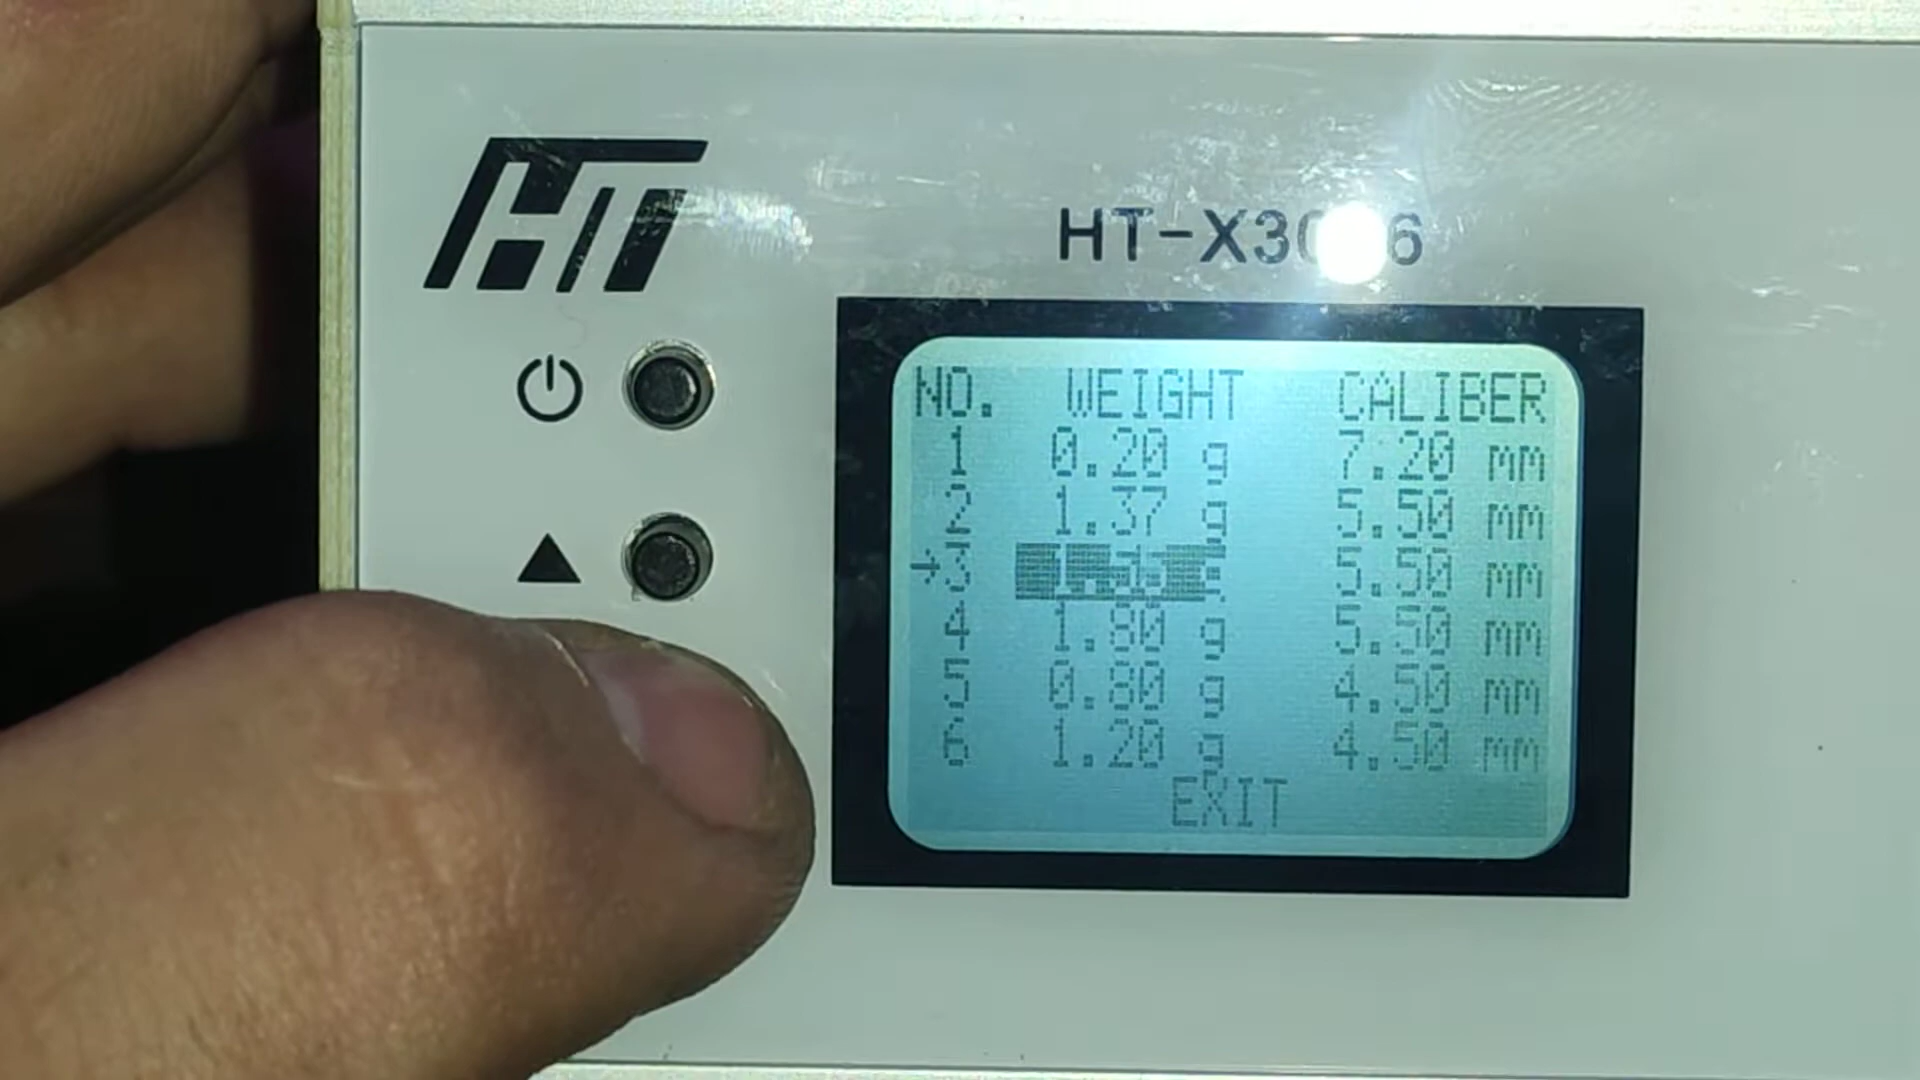 HT
HT-X3006
NO. WEIGHT CALIBER
1 0.20 g 7.20 mm
2 1.37 g 5.50 mm
→3 g 5.50 mm
4 1.80 g 5.50 mm
5 0.80 g 4.50 mm
6 1.20 g 4.50 mm
EXIT